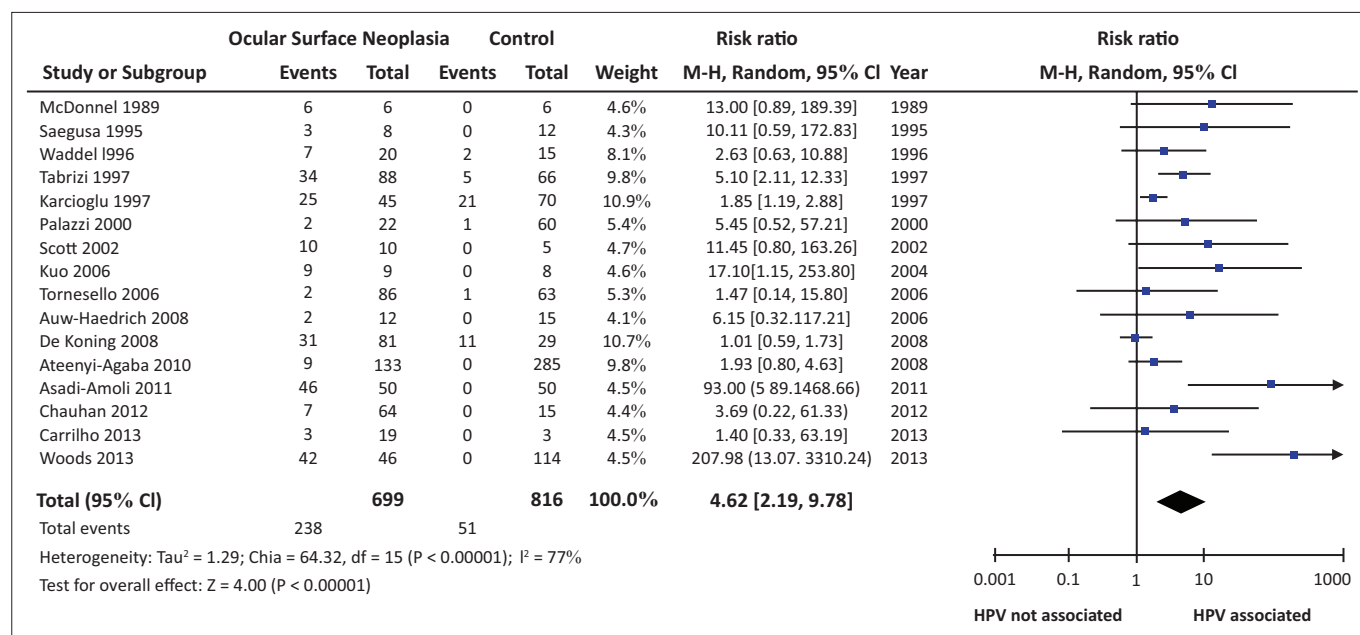 Ocular Surface Neoplasia Control Risk ratio Risk ratio
Study or Subgroup Events Total Events Total Weight M-H, Random, 95% Cl Year M-H, Random, 95% Cl
McDonnel 1989 6 6 0 6 4.6% 13.00 [0.89, 189.39] 1989
Saegusa 1995 3 8 0 12 4.3% 10.11 [0.59, 172.83] 1995
Waddel l996 7 20 2 15 8.1% 2.63 [0.63, 10.88] 1996
Tabrizi 1997 34 88 5 66 9.8% 5.10 [2.11, 12.33] 1997
Karcioglu 1997 25 45 21 70 10.9% 1.85 [1.19, 2.88] 1997
Palazzi 2000 2 22 1 60 5.4% 5.45 [0.52, 57.21] 2000
Scott 2002 10 10 0 5 4.7% 11.45 [0.80, 163.26] 2002
Kuo 2006 9 9 0 8 4.6% 17.10[1.15, 253.80] 2004
Tornesello 2006 2 86 1 63 5.3% 1.47 [0.14, 15.80] 2006
Auw-Haedrich 2008 2 12 0 15 4.1% 6.15 [0.32.117.21] 2006
De Koning 2008 31 81 11 29 10.7% 1.01 [0.59, 1.73] 2008
Ateenyi-Agaba 2010 9 133 0 285 9.8% 1.93 [0.80, 4.63] 2008
Asadi-Amoli 2011 46 50 0 50 4.5% 93.00 (5 89.1468.66] 2011
Chauhan 2012 7 64 0 15 4.4% 3.69 (0.22, 61.33] 2012
Carrilho 2013 3 19 0 3 4.5% 1.40 [0.33, 63.19] 2013
Woods 2013 42 46 0 114 4.5% 207.98 (13.07. 3310.24) 2013
Total (95% Cl) 699 816 100.0% 4.62 [2.19, 9.78]
Total events 238 51
Heterogeneity: Tau² = 1.29; Chia = 64.32, df = 15 (P < 0.00001); l² = 77%
Test for overall effect: Z = 4.00 (P < 0.00001)
0.001 0.1 1 10 1000
HPV not associated HPV associated